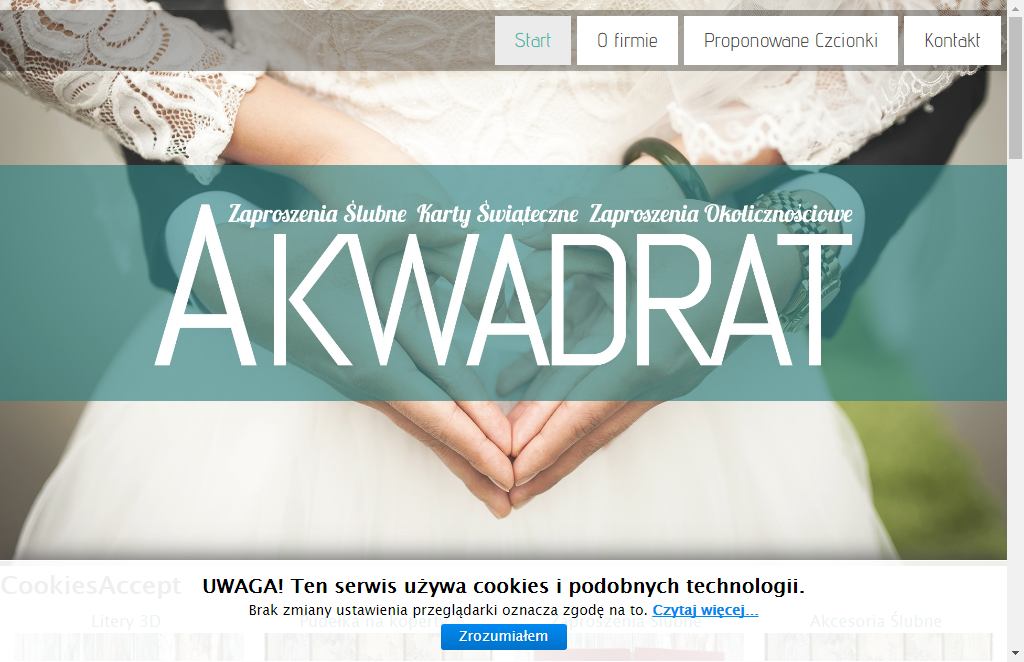 Start
O firmie
Proponowane Czcionki
Kontakt
Zaproszenia Ślubne Karty Świąteczne Zaproszenia Okolicznościowe
AKWADRAT
CookiesAccept
UWAGA! Ten serwis używa cookies i podobnych technologii.
Brak zmiany ustawienia przeglądarki oznacza zgodę na to. Czytaj więcej...
Litery 3D
Pudełka na koperty
Zaproszenia Ślubne
Akcesoria Ślubne
Zrozumiałem